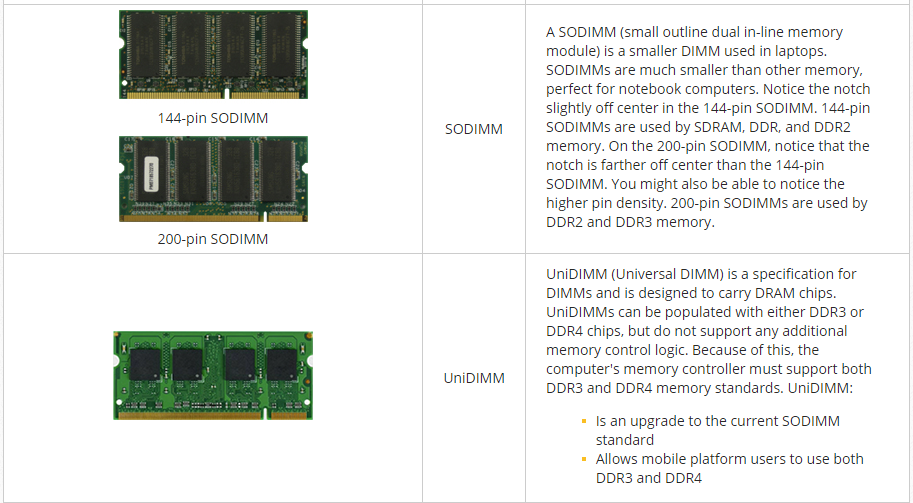 144-pin SODIMM
200-pin SODIMM
SODIMM
A SODIMM (small outline dual in-line memory
module) is a smaller DIMM used in laptops.
SODIMMs are much smaller than other memory,
perfect for notebook computers. Notice the notch
slightly off center in the 144-pin SODIMM. 144-pin
SODIMMs are used by SDRAM, DDR, and DDR2
memory. On the 200-pin SODIMM, notice that the
notch is farther off center than the 144-pin
SODIMM. You might also be able to notice the
higher pin density. 200-pin SODIMMs are used by
DDR2 and DDR3 memory.
UniDIMM
UniDIMM (Universal DIMM) is a specification for
DIMMs and is designed to carry DRAM chips.
UniDIMMs can be populated with either DDR3 or
DDR4 chips, but do not support any additional
memory control logic. Because of this, the
computer's memory controller must support both
DDR3 and DDR4 memory standards. UniDIMM:
Is an upgrade to the current SODIMM
standard
Allows mobile platform users to use both
DDR3 and DDR4